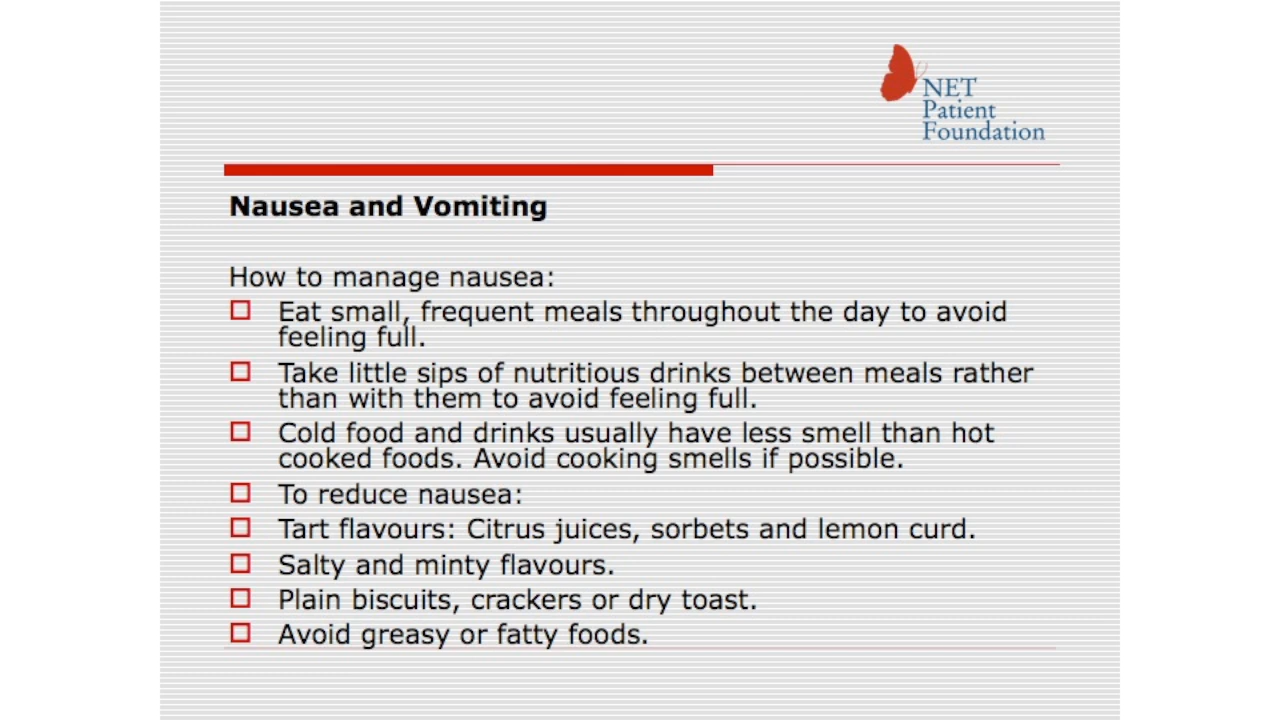 NET
Patient
Foundation
Nausea and Vomiting
How to manage nausea:
Eat small, frequent meals throughout the day to avoid
feeling full.
Take little sips of nutritious drinks between meals rather
than with them to avoid feeling full.
Cold food and drinks usually have less smell than hot
cooked foods. Avoid cooking smells if possible.
To reduce nausea:
Tart flavours: Citrus juices, sorbets and lemon curd.
Salty and minty flavours.
Plain biscuits, crackers or dry toast.
Avoid greasy or fatty foods.